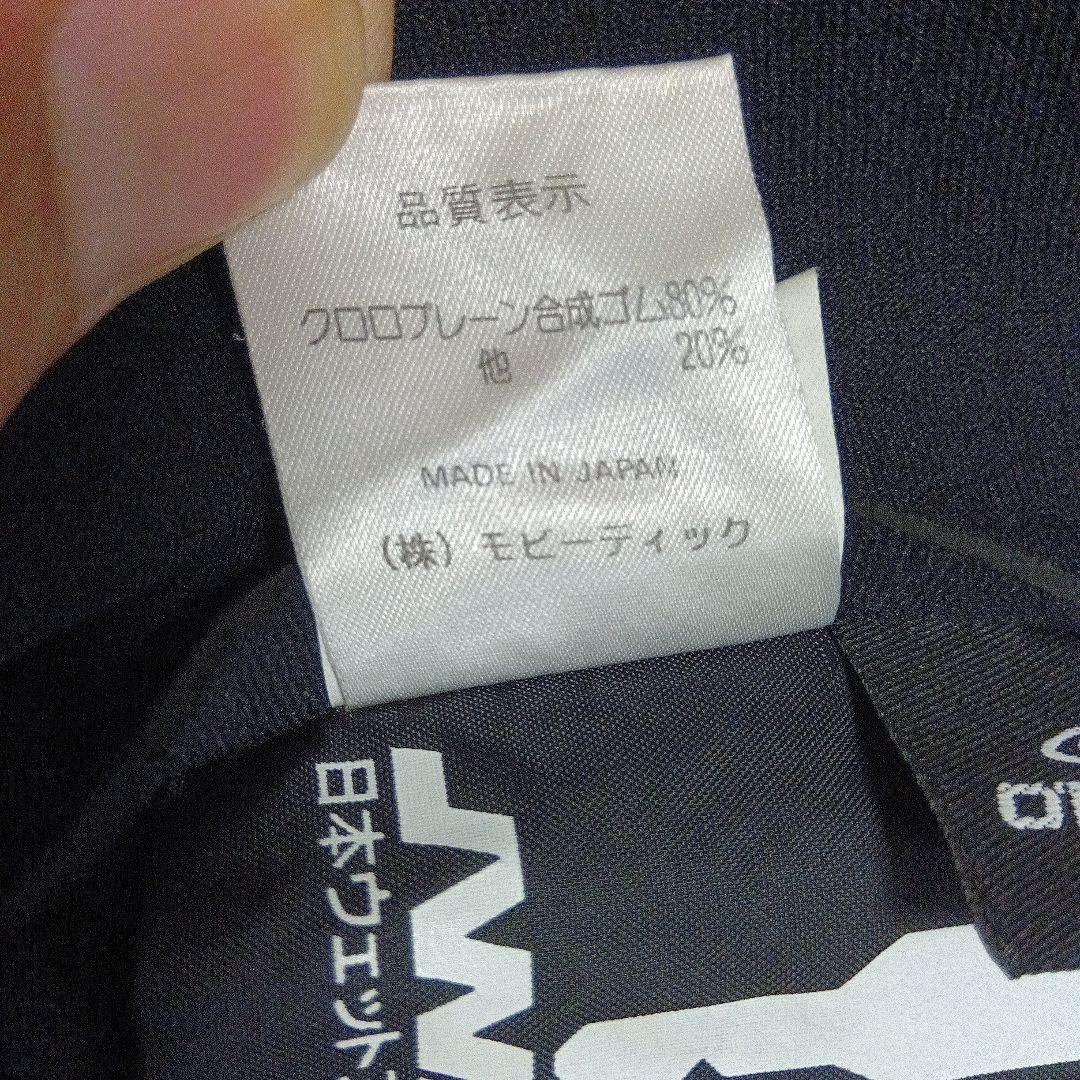 品質表示
クロロプレーン合成ゴム80%
他 20%
MADE IN JAPAN
(株) モビーディック
日本ウエット